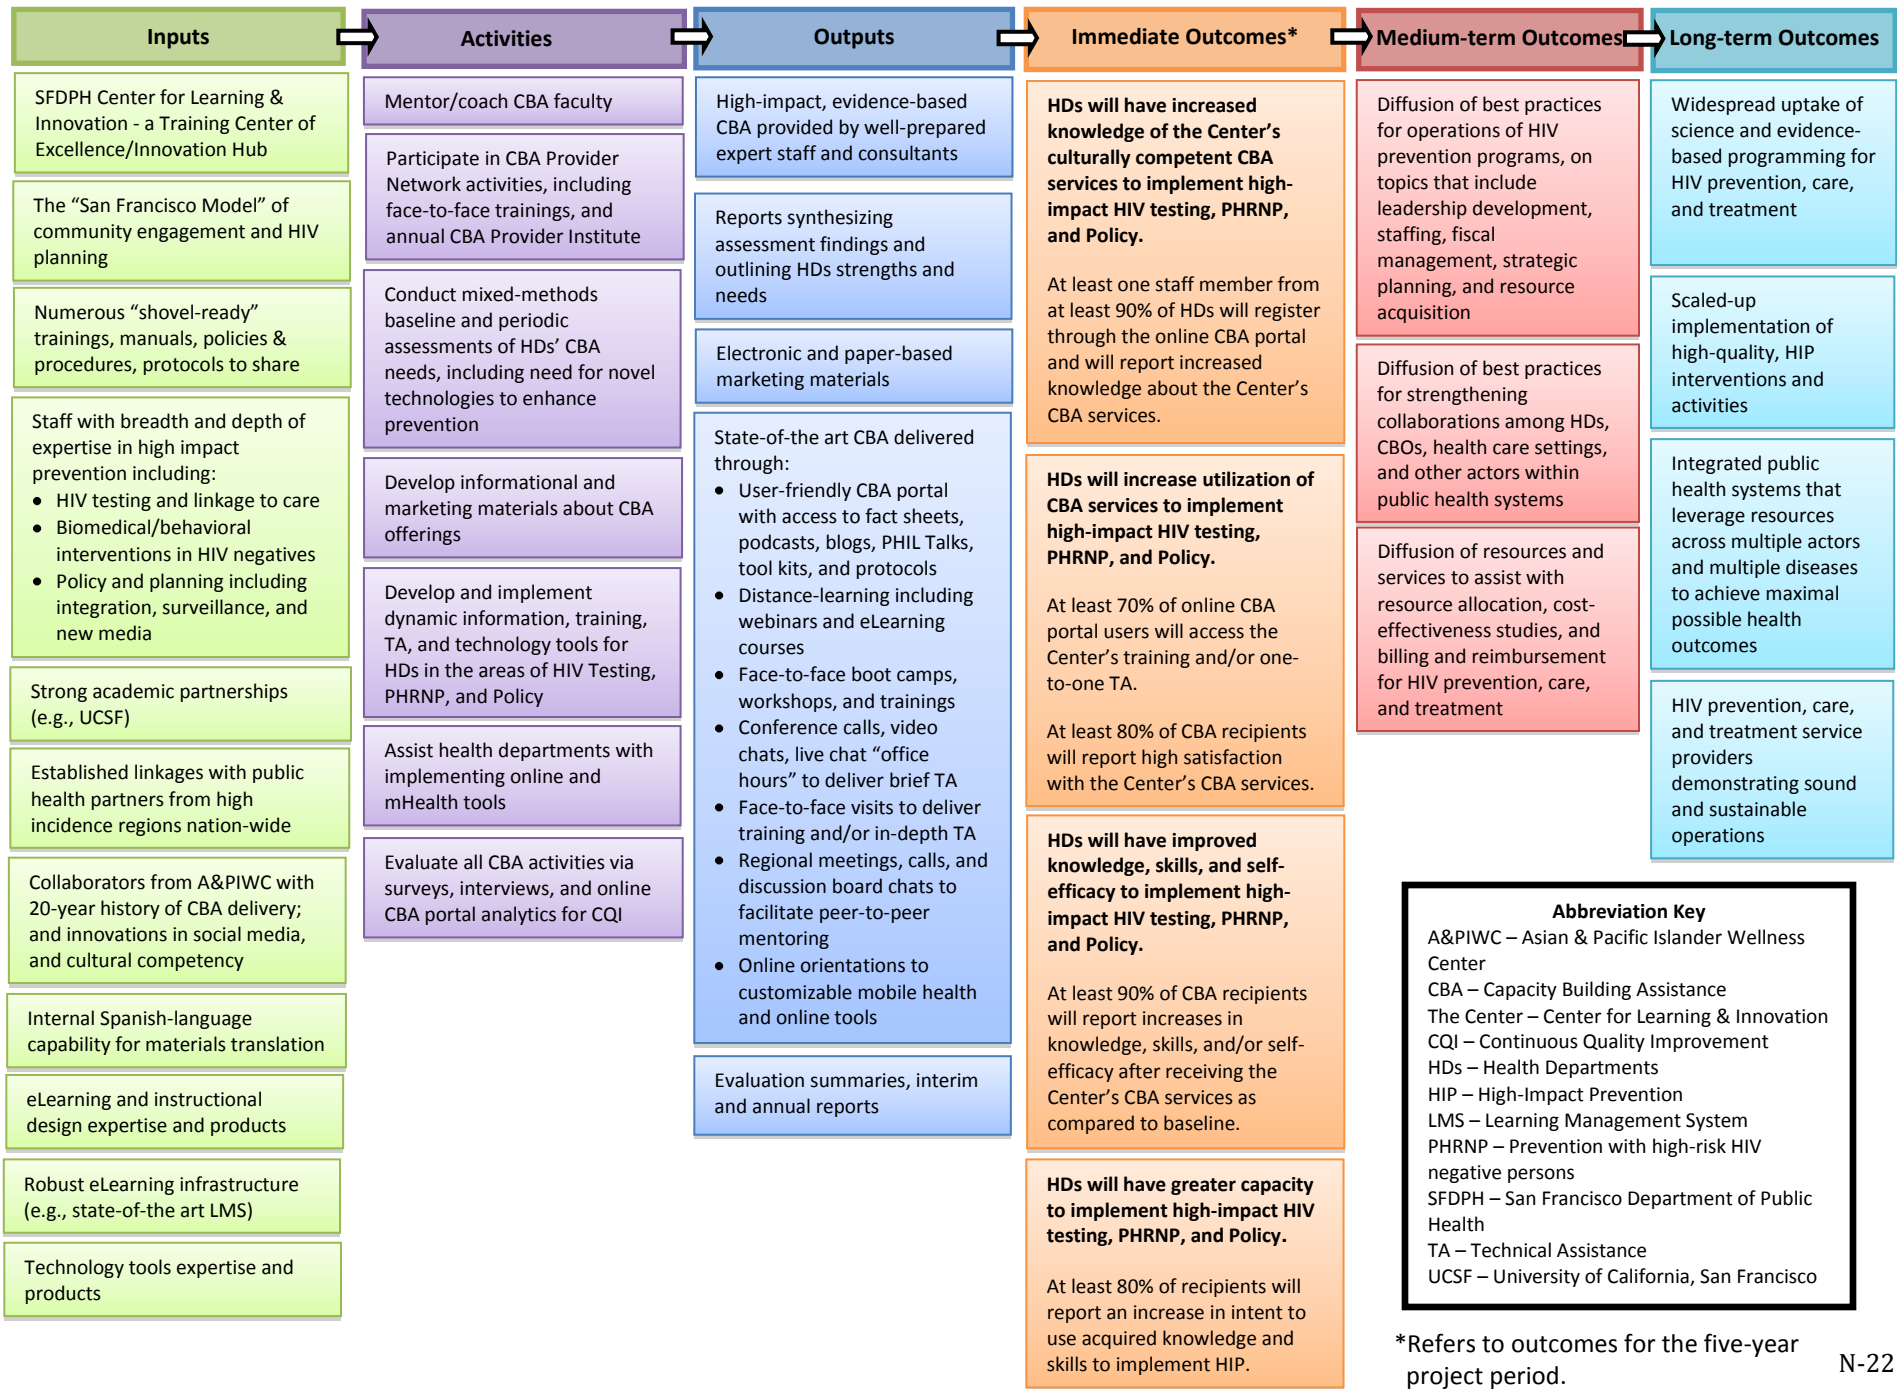 Inputs
SFDPH Center for Learning &
Innovation - a Training Center of
Excellence/Innovation Hub
The “San Francisco Model” of
community engagement and HIV
planning
Numerous “shovel-ready”
trainings, manuals, policies &
procedures, protocols to share
Staff with breadth and depth of
expertise in high impact
prevention including:
• HIV testing and linkage to care
• Biomedical/behavioral
interventions in HIV negatives
• Policy and planning including
integration, surveillance, and
new media
Strong academic partnerships
(e.g., UCSF)
Established linkages with public
health partners from high
incidence regions nation-wide
Collaborators from A&PIWC with
20-year history of CBA delivery;
and innovations in social media,
and cultural competency
Internal Spanish-language
capability for materials translation
eLearning and instructional
design expertise and products
Robust eLearning infrastructure
(e.g., state-of-the art LMS)
Technology tools expertise and
products
Activities
Mentor/coach CBA faculty
Participate in CBA Provider
Network activities, including
face-to-face trainings, and
annual CBA Provider Institute
Conduct mixed-methods
baseline and periodic
assessments of HDs’ CBA
needs, including need for novel
technologies to enhance
prevention
Develop informational and
marketing materials about CBA
offerings
Develop and implement
dynamic information, training,
TA, and technology tools for
HDs in the areas of HIV Testing,
PHRNP, and Policy
Assist health departments with
implementing online and
mHealth tools
Evaluate all CBA activities via
surveys, interviews, and online
CBA portal analytics for CQI
Outputs
High-impact, evidence-based
CBA provided by well-prepared
expert staff and consultants
Reports synthesizing
assessment findings and
outlining HDs strengths and
needs
Electronic and paper-based
marketing materials
State-of-the art CBA delivered
through:
• User-friendly CBA portal
with access to fact sheets,
podcasts, blogs, PHIL Talks,
tool kits, and protocols
• Distance-learning including
webinars and eLearning
courses
• Face-to-face boot camps,
workshops, and trainings
• Conference calls, video
chats, live chat “office
hours” to deliver brief TA
• Face-to-face visits to deliver
training and/or in-depth TA
• Regional meetings, calls, and
discussion board chats to
facilitate peer-to-peer
mentoring
• Online orientations to
customizable mobile health
and online tools
Evaluation summaries, interim
and annual reports
Immediate Outcomes*
HDs will have increased
knowledge of the Center’s
culturally competent CBA
services to implement high-
impact HIV testing, PHRNP,
and Policy.
At least one staff member from
at least 90% of HDs will register
through the online CBA portal
and will report increased
knowledge about the Center’s
CBA services.
HDs will increase utilization of
CBA services to implement
high-impact HIV testing,
PHRNP, and Policy.
At least 70% of online CBA
portal users will access the
Center’s training and/or one-
to-one TA.
At least 80% of CBA recipients
will report high satisfaction
with the Center’s CBA services.
HDs will have improved
knowledge, skills, and self-
efficacy to implement high-
impact HIV testing, PHRNP,
and Policy.
At least 90% of CBA recipients
will report increases in
knowledge, skills, and/or self-
efficacy after receiving the
Center’s CBA services as
compared to baseline.
HDs will have greater capacity
to implement high-impact HIV
testing, PHRNP, and Policy.
At least 80% of recipients will
report an increase in intent to
use acquired knowledge and
skills to implement HIP.
Medium-term Outcomes
Diffusion of best practices
for operations of HIV
prevention programs, on
topics that include
leadership development,
staffing, fiscal
management, strategic
planning, and resource
acquisition
Diffusion of best practices
for strengthening
collaborations among HDs,
CBOs, health care settings,
and other actors within
public health systems
Diffusion of resources and
services to assist with
resource allocation, cost-
effectiveness studies, and
billing and reimbursement
for HIV prevention, care,
and treatment
Long-term Outcomes
Widespread uptake of
science and evidence-
based programming for
HIV prevention, care,
and treatment
Scaled-up
implementation of
high-quality, HIP
interventions and
activities
Integrated public
health systems that
leverage resources
across multiple actors
and multiple diseases
to achieve maximal
possible health
outcomes
HIV prevention, care,
and treatment service
providers
demonstrating sound
and sustainable
operations
Abbreviation Key
A&PIWC – Asian & Pacific Islander Wellness
Center
CBA – Capacity Building Assistance
The Center – Center for Learning & Innovation
CQI – Continuous Quality Improvement
HDs – Health Departments
HIP – High-Impact Prevention
LMS – Learning Management System
PHRNP – Prevention with high-risk HIV
negative persons
SFDPH – San Francisco Department of Public
Health
TA – Technical Assistance
UCSF – University of California, San Francisco
*Refers to outcomes for the five-year
project period.
N-22